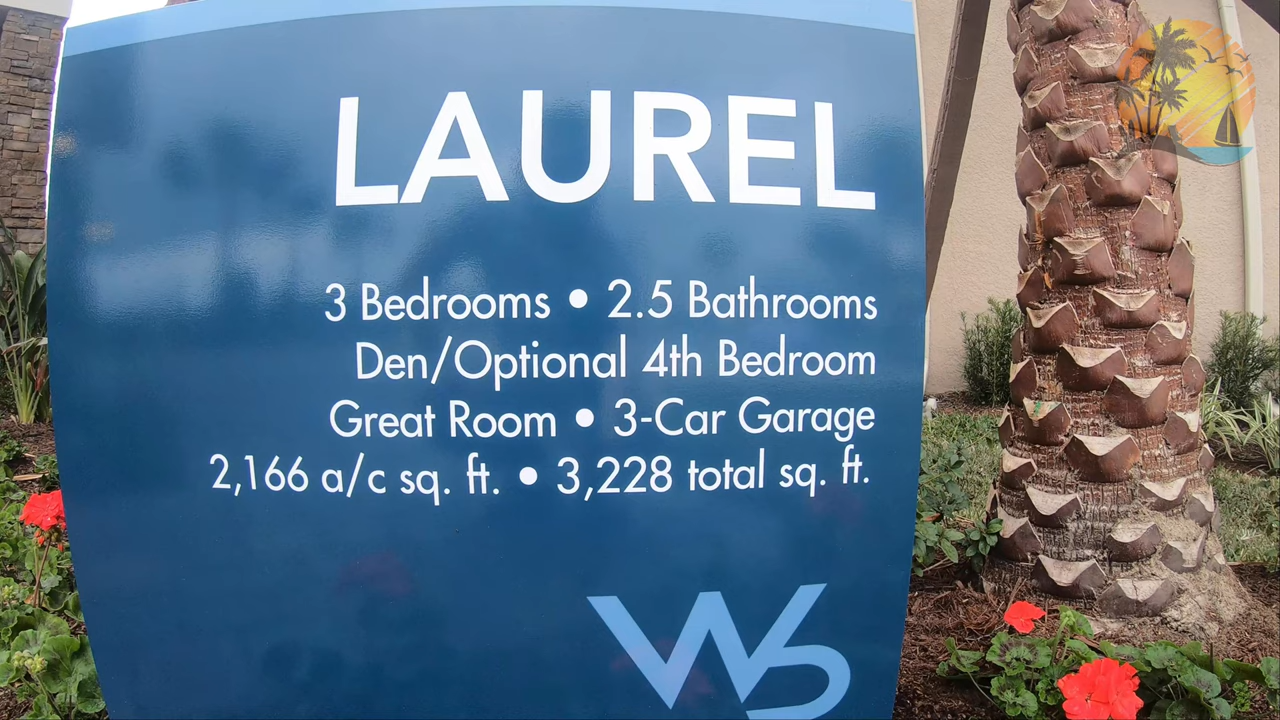 LAUREL
3 Bedrooms • 2.5 Bathrooms
Den/Optional 4th Bedroom
Great Room • 3-Car Garage
2,166 a/c sq. ft. • 3,228 total sq. ft.